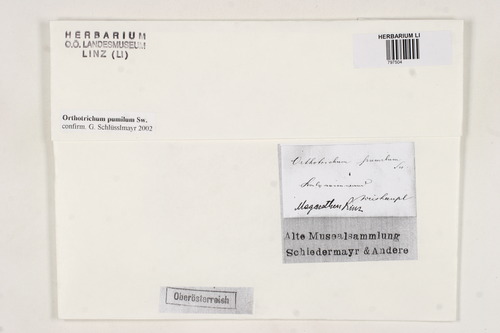 HERBARIUM
O.Ö. LANDESMUSEUM
LINZ (LI)
HERBARIUM LI
787504
Orthotrichum pumilum Sw.
confirm. G. Schlüsslmayr 2002
Orthotrichum pumilum
Sw.
Alte Musealsammlung
Schiedermayr & Andere
Oberösterreich